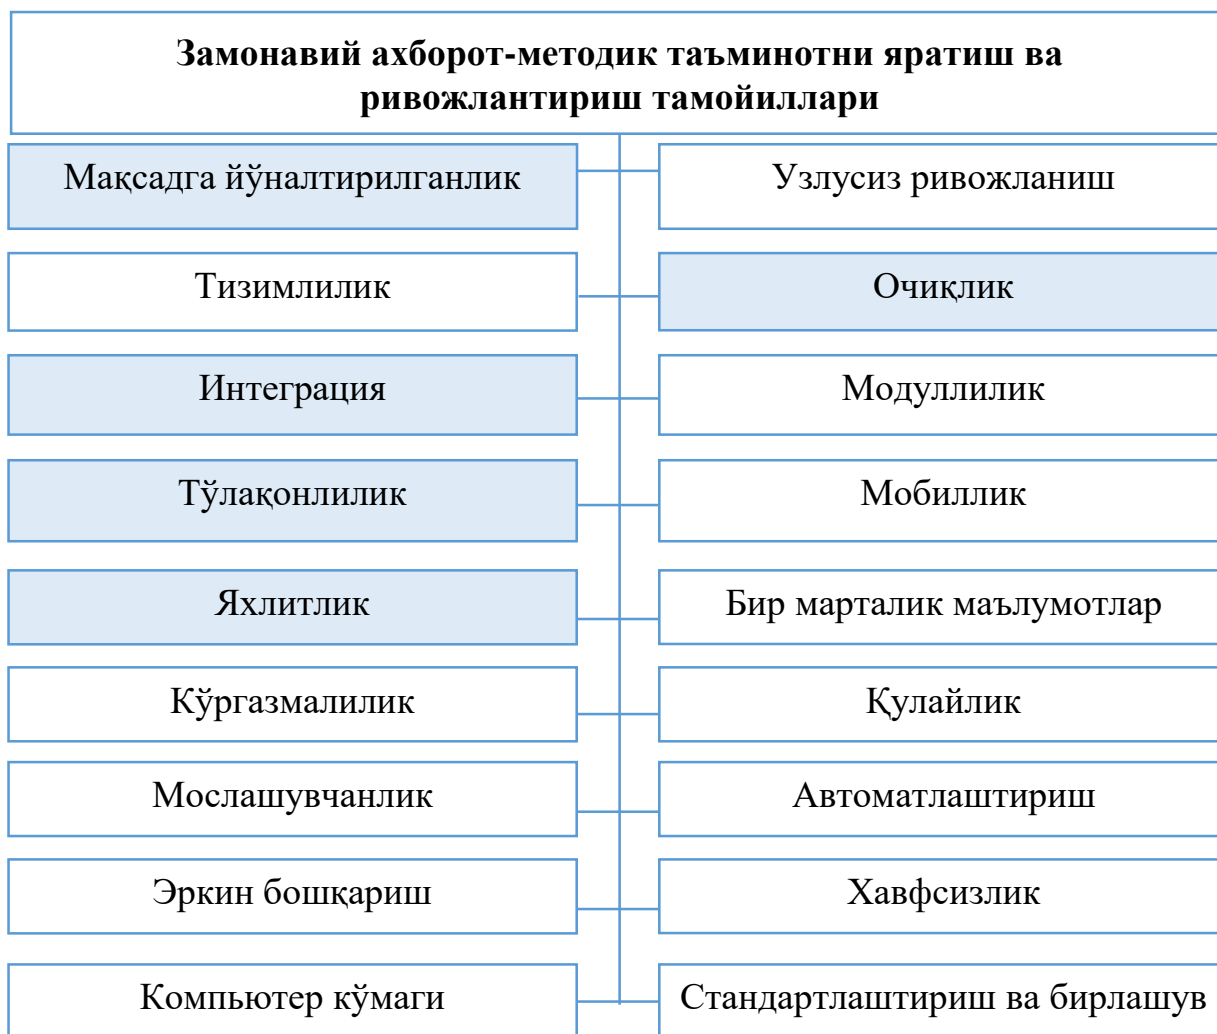 Замонавий ахборот-методик таъминотни яратиш ва
ривожлантириш тамойиллари
Мақсадга йўналтирилганлик
Узлусиз ривожланиш
Тизимлилик
Очиқлик
Интеграция
Модуллилик
Тўлақонлилик
Мобиллик
Яхлитлик
Бир марталик маълумотлар
Кўргазмалилик
Қулайлик
Мослашувчанлик
Автоматлаштириш
Эркин бошқариш
Хавфсизлик
Компьютер кўмаги
Стандартлаштириш ва бирлашув